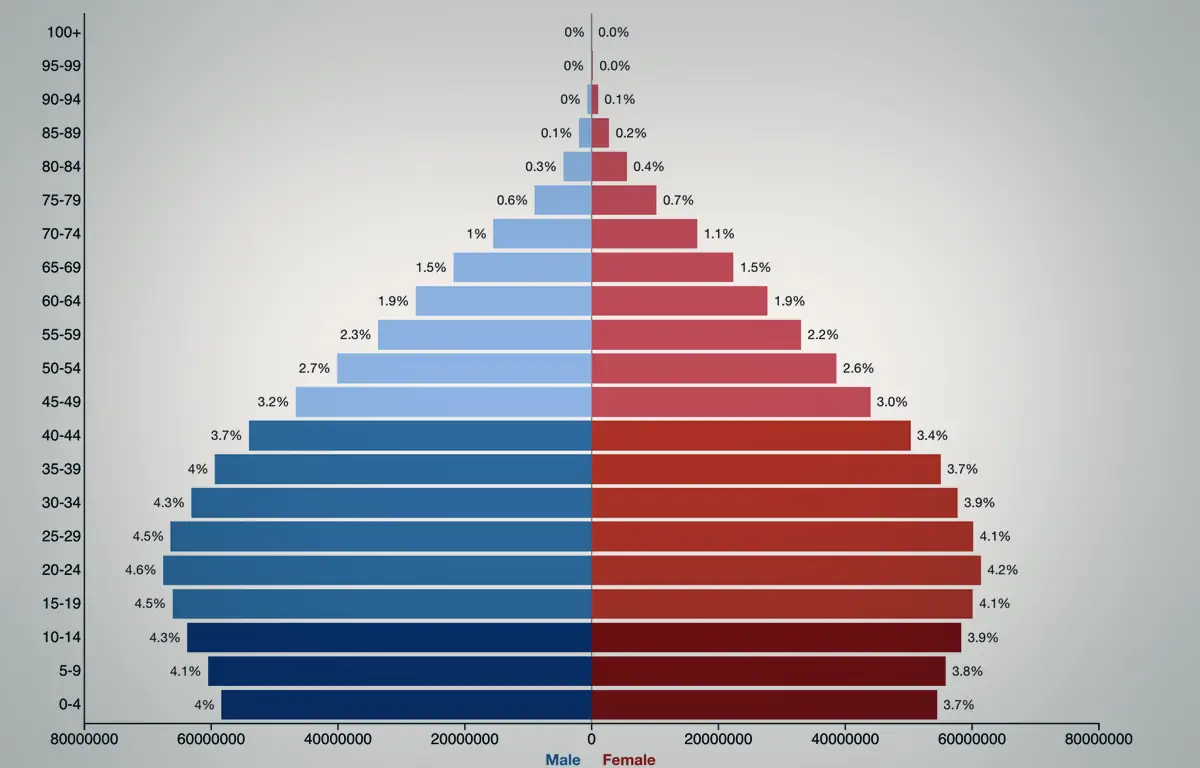 100+ 0% 0.0%
95-99 0% 0.0%
90-94 0% 0.1%
85-89 0.1% 0.2%
80-84 0.3% 0.4%
75-79 0.6% 0.7%
70-74 1% 1.1%
65-69 1.5% 1.5%
60-64 1.9% 1.9%
55-59 2.3% 2.2%
50-54 2.7% 2.6%
45-49 3.2% 3.0%
40-44 3.7% 3.4%
35-39 4% 3.7%
30-34 4.3% 3.9%
25-29 4.5% 4.1%
20-24 4.6% 4.2%
15-19 4.5% 4.1%
10-14 4.3% 3.9%
5-9 4.1% 3.8%
0-4 4% 3.7%
80000000 60000000 40000000 20000000 0 20000000 40000000 60000000 80000000
Male Female